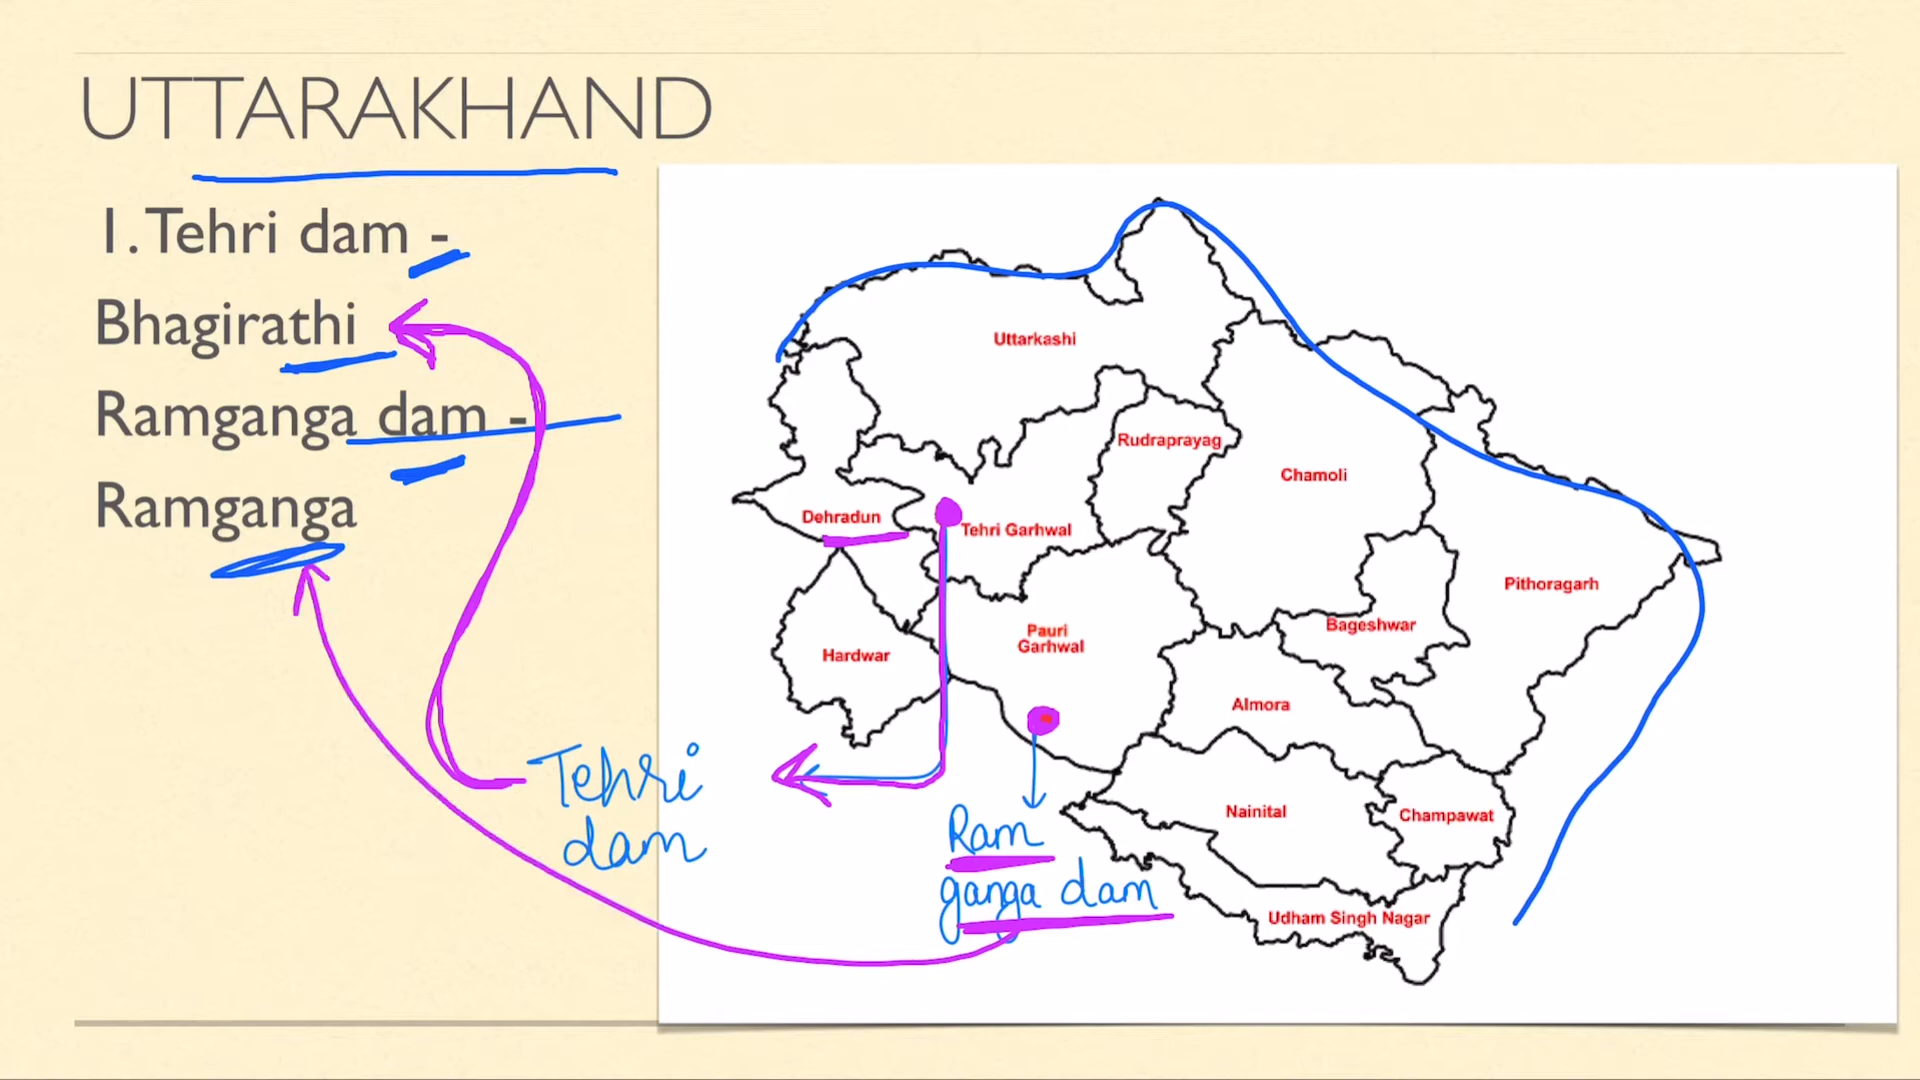 UTTARAKHAND
1. Tehri dam -
Bhagirathi
Ramganga dam -
Ramganga
Uttarkashi
Rudraprayag
Chamoli
Dehradun
Tehri Garhwal
Pithoragarh
Pauri
Garhwal
Bageshwar
Hardwar
Almora
Tehri
dam
Nainital
Champawat
Ram
ganga dam
Udham Singh Nagar